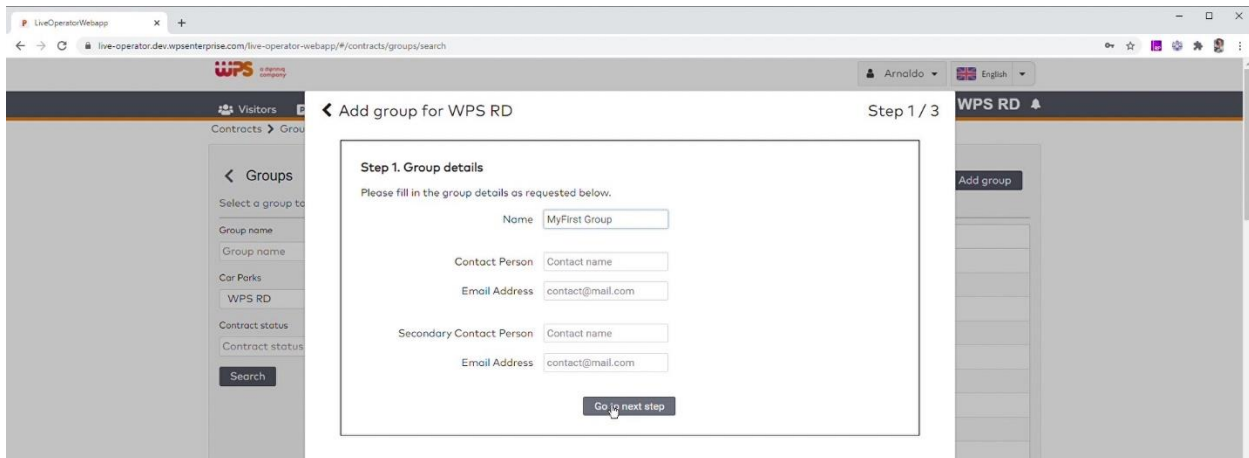 LiveOperatorWebapp
live-operator.dev.wpsenterprise.com/live-operator-webapp/#/contracts/groups/search
WPS
company
Arnaldo
English
Visitors
P
WPS RD
Contracts > Grou
Groups
Select a group to
Group name
Group name
Car Parks
WPS RD
Contract status
Contract status
Search
Add group
Add group for WPS RD
Step 1 / 3
Step 1. Group details
Please fill in the group details as requested below.
Name MyFirst Group
Contact Person Contact name
Email Address contact@mail.com
Secondary Contact Person Contact name
Email Address contact@mail.com
Go to next step